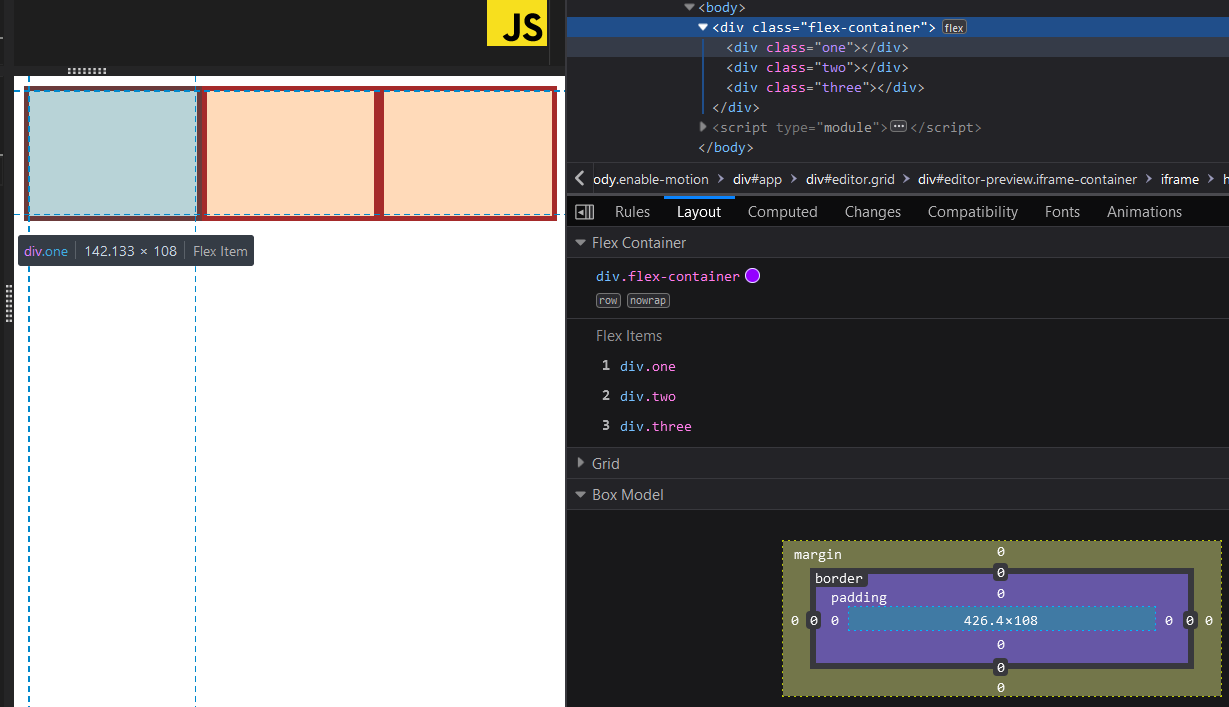 JS
<body>
<div class="flex-container"> flex
<div class="one"></div>
<div class="two"></div>
<div class="three"></div>
</div>
<script type="module"> ... </script>
</body>
ody.enable-motion > div#app > div#editor.grid > div#editor-preview.iframe-container > iframe > h
Rules Layout Computed Changes Compatibility Fonts Animations
Flex Container
div.flex-container
row nowrap
Flex Items
1 div.one
2 div.two
3 div.three
Grid
Box Model
margin 0
border 0
padding 0
0 0 0 426.4×108 0 0 0
0
0
0
div.one 142.133 × 108 Flex Item